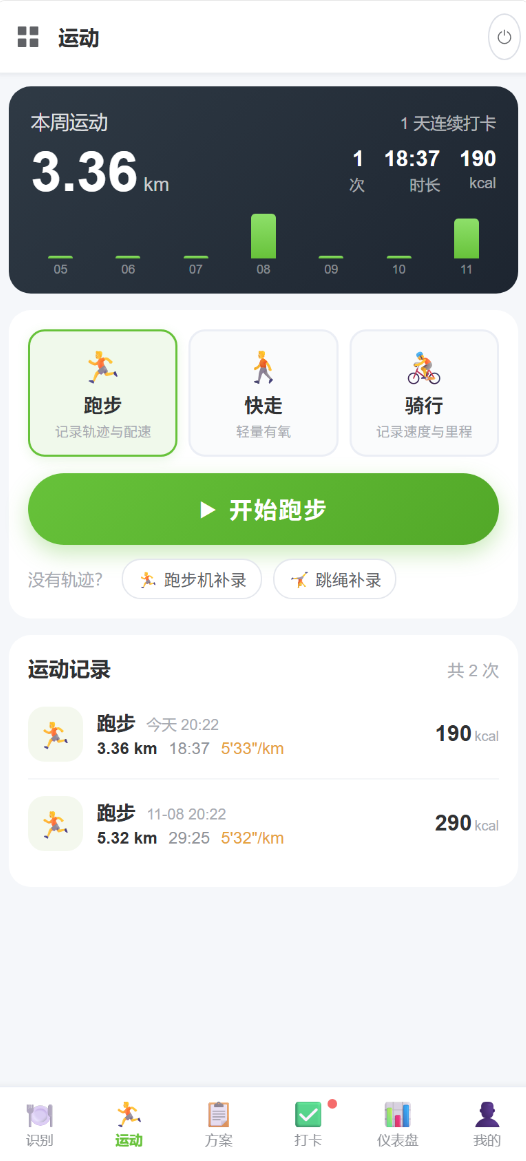 运动
本周运动
1 天连续打卡
3.36 km
1 18:37 190
次 时长 kcal
05 06 07 08 09 10 11
跑步 快走 骑行
记录轨迹与配速 轻量有氧 记录速度与里程
开始跑步
没有轨迹? 跑步机补录 跳绳补录
运动记录 共 2 次
跑步 今天 20:22
3.36 km 18:37 5'33"/km
190 kcal
跑步 11-08 20:22
5.32 km 29:25 5'32"/km
290 kcal
识别 运动 方案 打卡 仪表盘 我的